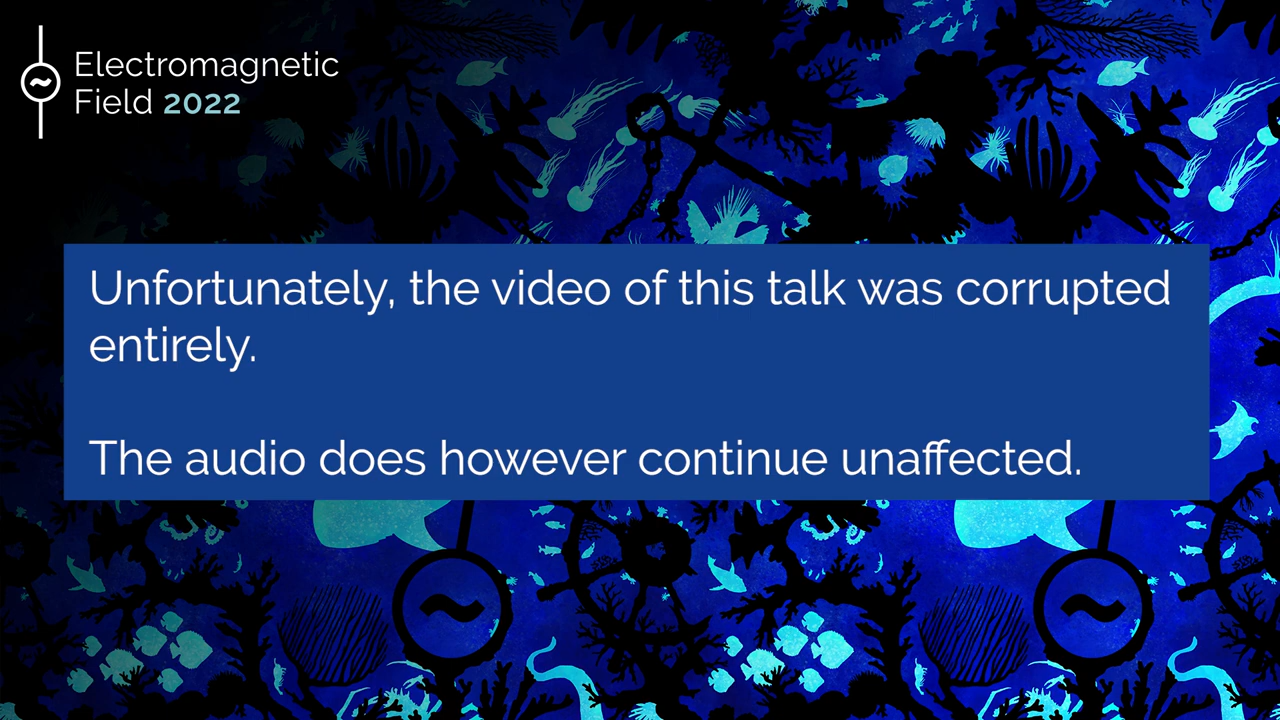 Electromagnetic
Field 2022
Unfortunately, the video of this talk was corrupted
entirely.
The audio does however continue unaffected.